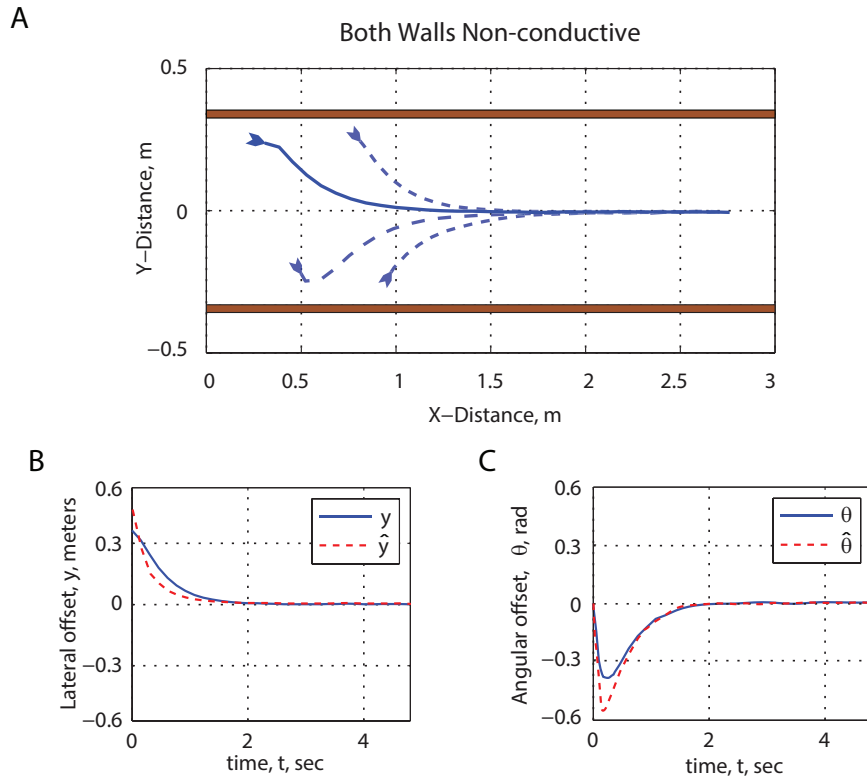 A
Both Walls Non-conductive
0.5
0
−0.5
Y−Distance, m
0 0.5 1 1.5 2 2.5 3
X−Distance, m
B
0.6
0.3
0
−0.3
−0.6
Lateral offset, y, meters
y
ŷ
0 2 4
time, t, sec
C
0.6
0.3
0
−0.3
−0.6
Angular offset, θ, rad
θ
θ̂
0 2 4
time, t, sec